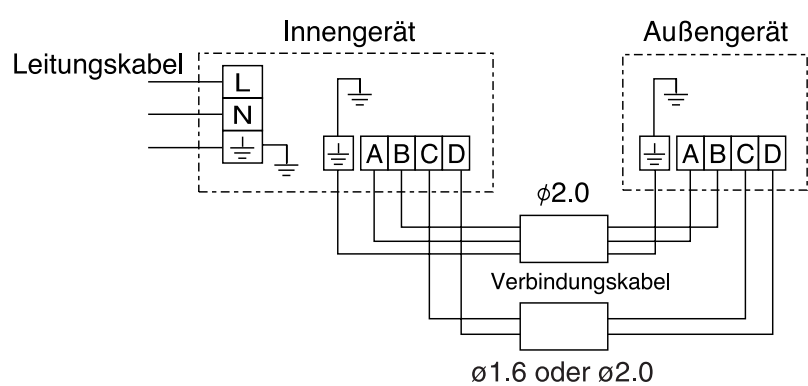 Innengerät
Außengerät
Leitungskabel
L
N
A B C D
A B C D
ϕ2.0
Verbindungskabel
ø1.6 oder ø2.0